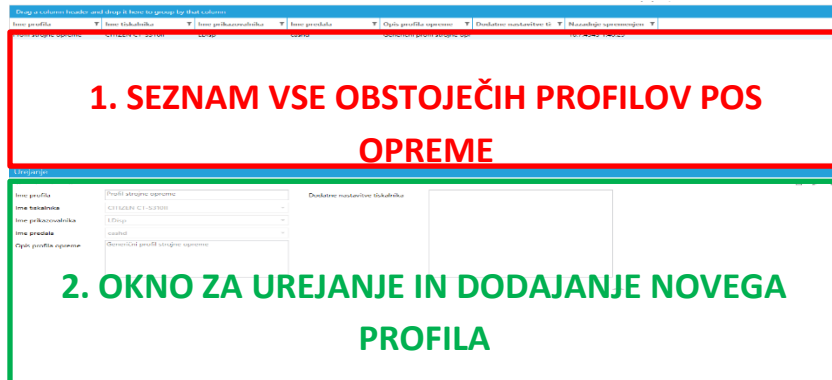 Drag a column header and drop it here to group by that column
Ime profila Ime tiskalnika Ime prikazovalnika Ime predala Opis profila opreme Dodatne nastavitve ti Nazadnje spremenjen
1. SEZNAM VSE OBSTOJEČIH PROFILOV POS
OPREME
Urejanje
Ime profila Profil strojne opreme Dodatne nastavitve tiskalnika
Ime tiskalnika CITIZEN CT-S310II
Ime prikazovalnika LDisp
Ime predala
Opis profila opreme Generični profil strojne opreme
2. OKNO ZA UREJANJE IN DODAJANJE NOVEGA
PROFILA